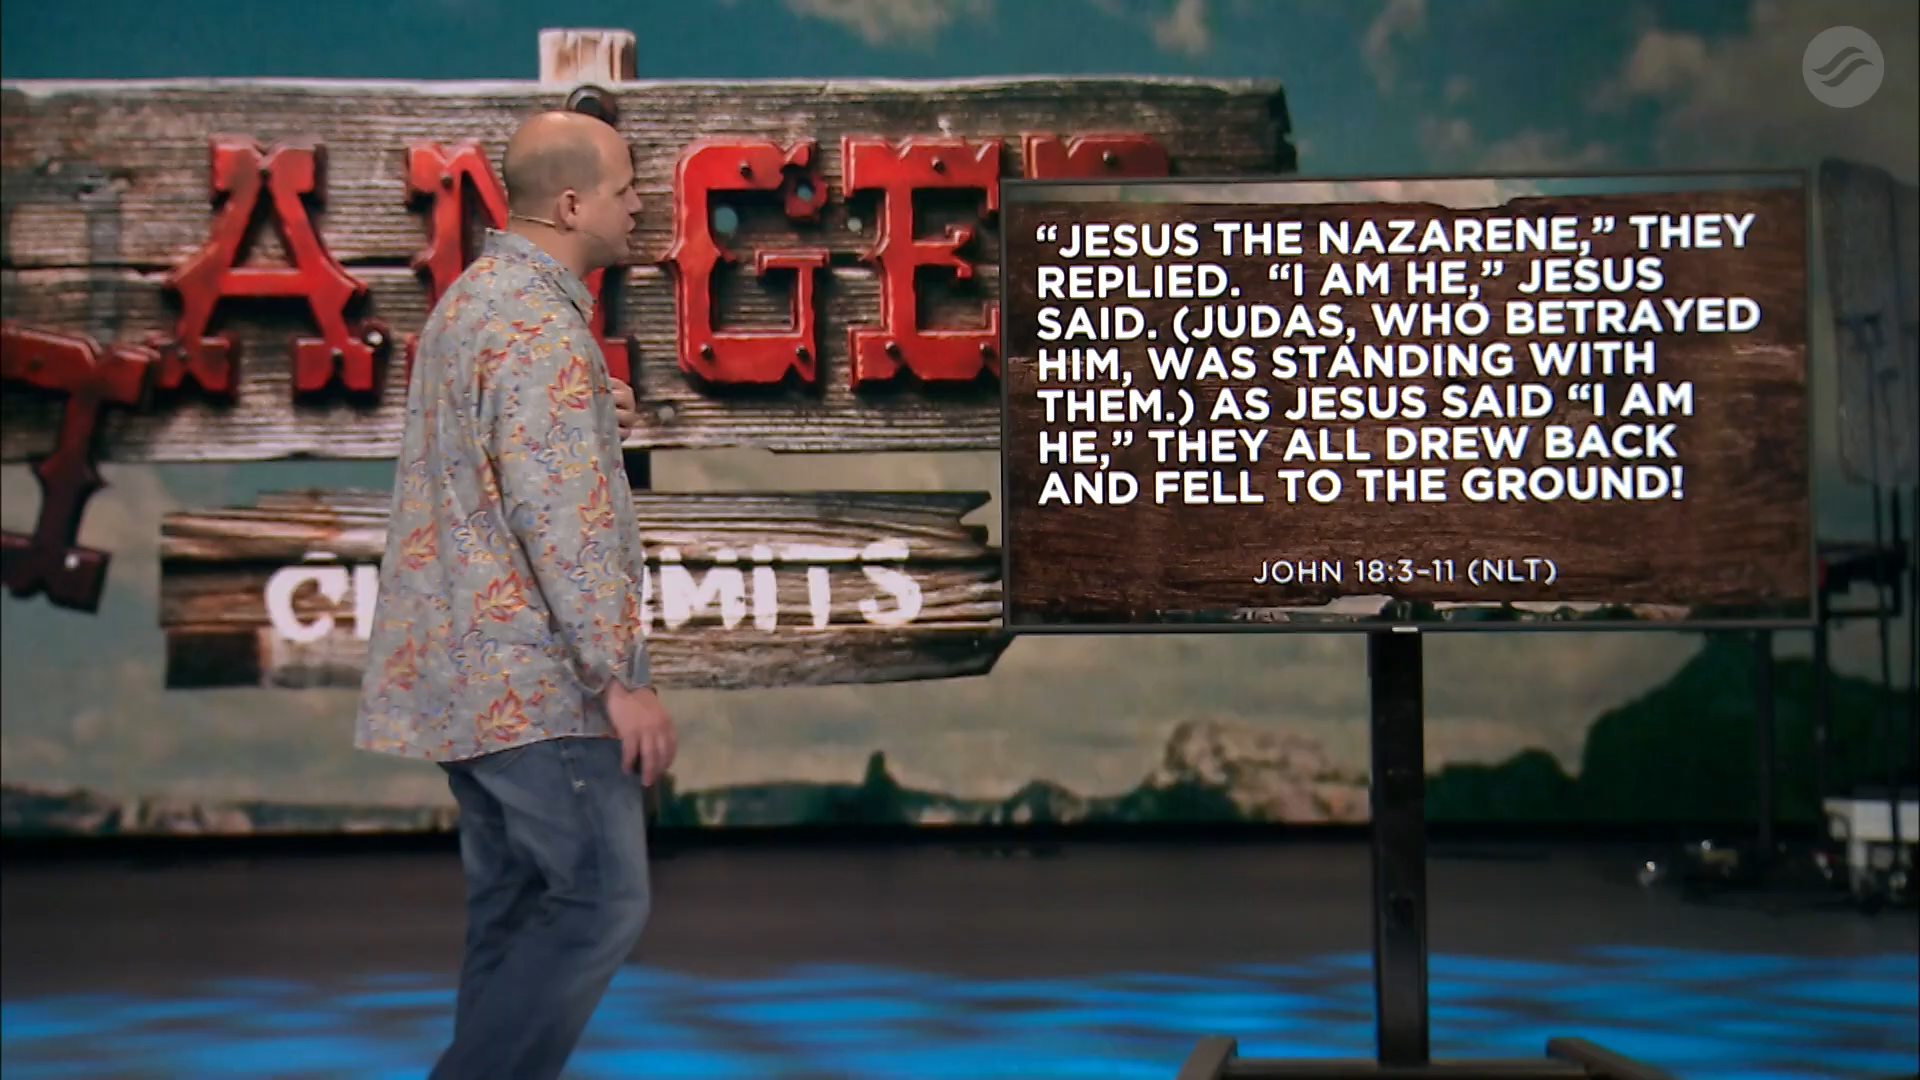 ANGER
“JESUS THE NAZARENE,” THEY
REPLIED. “I AM HE,” JESUS
SAID. (JUDAS, WHO BETRAYED
HIM, WAS STANDING WITH
THEM.) AS JESUS SAID “I AM
HE,” THEY ALL DREW BACK
AND FELL TO THE GROUND!
JOHN 18:3-11 (NLT)